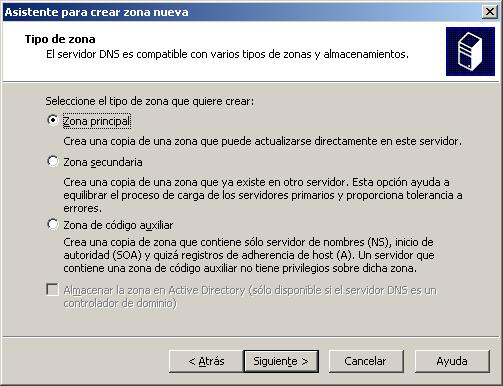 Asistente para crear zona nueva
Tipo de zona
El servidor DNS es compatible con varios tipos de zonas y almacenamientos.
Seleccione el tipo de zona que quiere crear:
Zona principal
Crea una copia de una zona que puede actualizarse directamente en este servidor.
Zona secundaria
Crea una copia de una zona que ya existe en otro servidor. Esta opción ayuda a
equilibrar el proceso de carga de los servidores primarios y proporciona tolerancia a
errores.
Zona de código auxiliar
Crea una copia de zona que contiene sólo servidor de nombres (NS), inicio de
autoridad (SOA) y quizá registros de adherencia de host (A). Un servidor que
contiene una zona de código auxiliar no tiene privilegios sobre dicha zona.
Almacenar la zona en Active Directory (sólo disponible si el servidor DNS es un
controlador de dominio)
< Atrás
Siguiente >
Cancelar
Ayuda